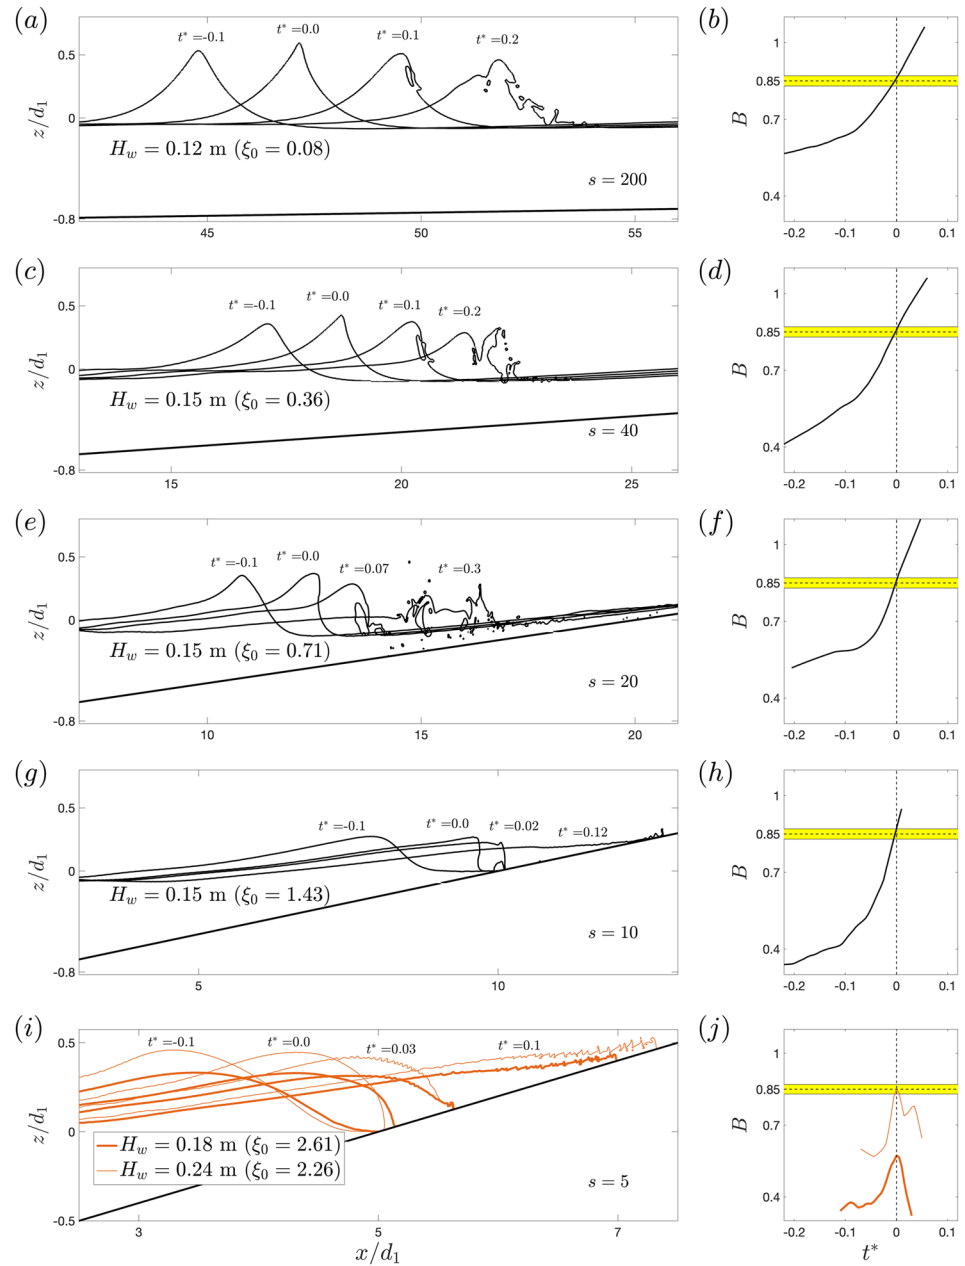 (a)
t* =-0.1
t* =0.0
t* =0.1
t* =0.2
0.5
0
-0.8
z/d₁
H_w = 0.12 m (ξ₀ = 0.08)
s = 200
45
50
55
(b)
1
0.85
0.7
0.4
B
-0.2
-0.1
0
0.1
(c)
t* =-0.1
t* =0.0
t* =0.1
t* =0.2
0.5
0
-0.8
z/d₁
H_w = 0.15 m (ξ₀ = 0.36)
s = 40
15
20
25
(d)
1
0.85
0.7
0.4
B
-0.2
-0.1
0
0.1
(e)
t* =-0.1
t* =0.0
t* =0.07
t* =0.3
0.5
0
-0.8
z/d₁
H_w = 0.15 m (ξ₀ = 0.71)
s = 20
10
15
20
(f)
1
0.85
0.7
0.4
B
-0.2
-0.1
0
0.1
(g)
t* =-0.1
t* =0.0
t* =0.02
t* =0.12
0.5
0
-0.8
z/d₁
H_w = 0.15 m (ξ₀ = 1.43)
s = 10
5
10
(h)
1
0.85
0.7
0.4
B
-0.2
-0.1
0
0.1
(i)
t* =-0.1
t* =0.0
t* =0.03
t* =0.1
0.5
0
-0.5
z/d₁
H_w = 0.18 m (ξ₀ = 2.61)
H_w = 0.24 m (ξ₀ = 2.26)
s = 5
3
5
7
x/d₁
(j)
1
0.85
0.7
0.4
B
-0.2
-0.1
0
0.1
t*